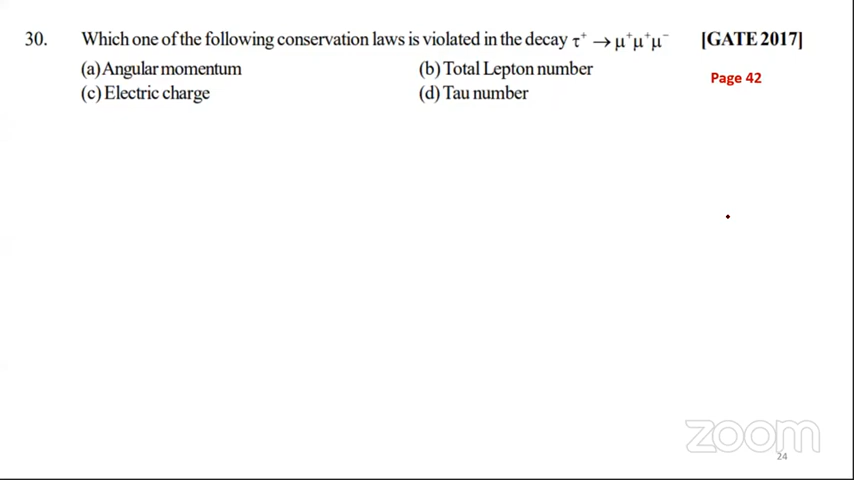 30. Which one of the following conservation laws is violated in the decay τ⁺ → μ⁺μ⁺μ⁻ [GATE 2017]
(a) Angular momentum (b) Total Lepton number
Page 42
(c) Electric charge (d) Tau number
zoom
24